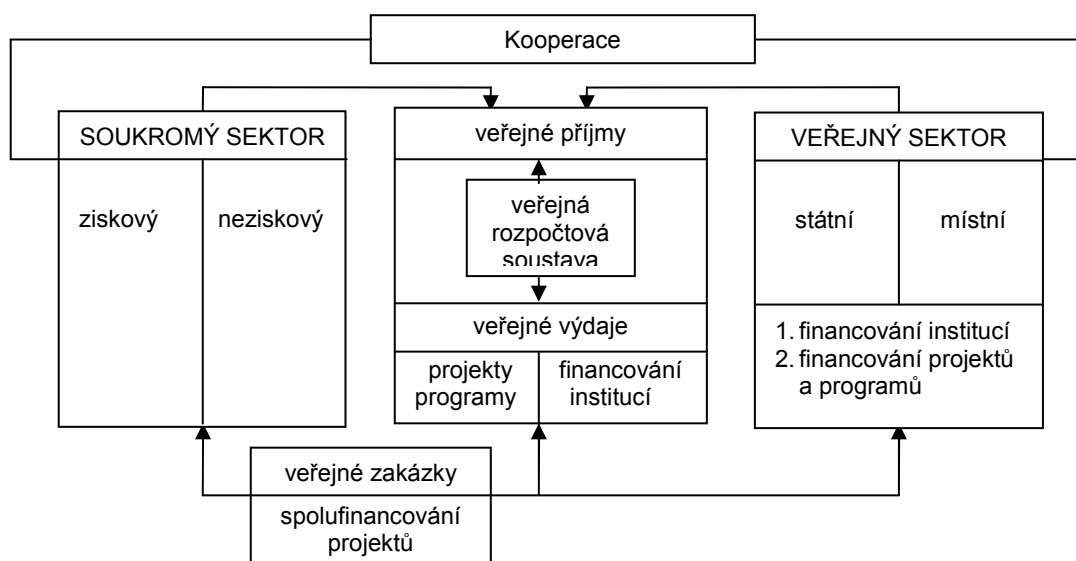 Kooperace
SOUKROMÝ SEKTOR
ziskový
neziskový
veřejné příjmy
veřejná
rozpočtová
soustava
veřejné výdaje
projekty
programy
financování
institucí
VEŘEJNÝ SEKTOR
státní
místní
1. financování institucí
2. financování projektů
a programů
veřejné zakázky
spolufinancování
projektů